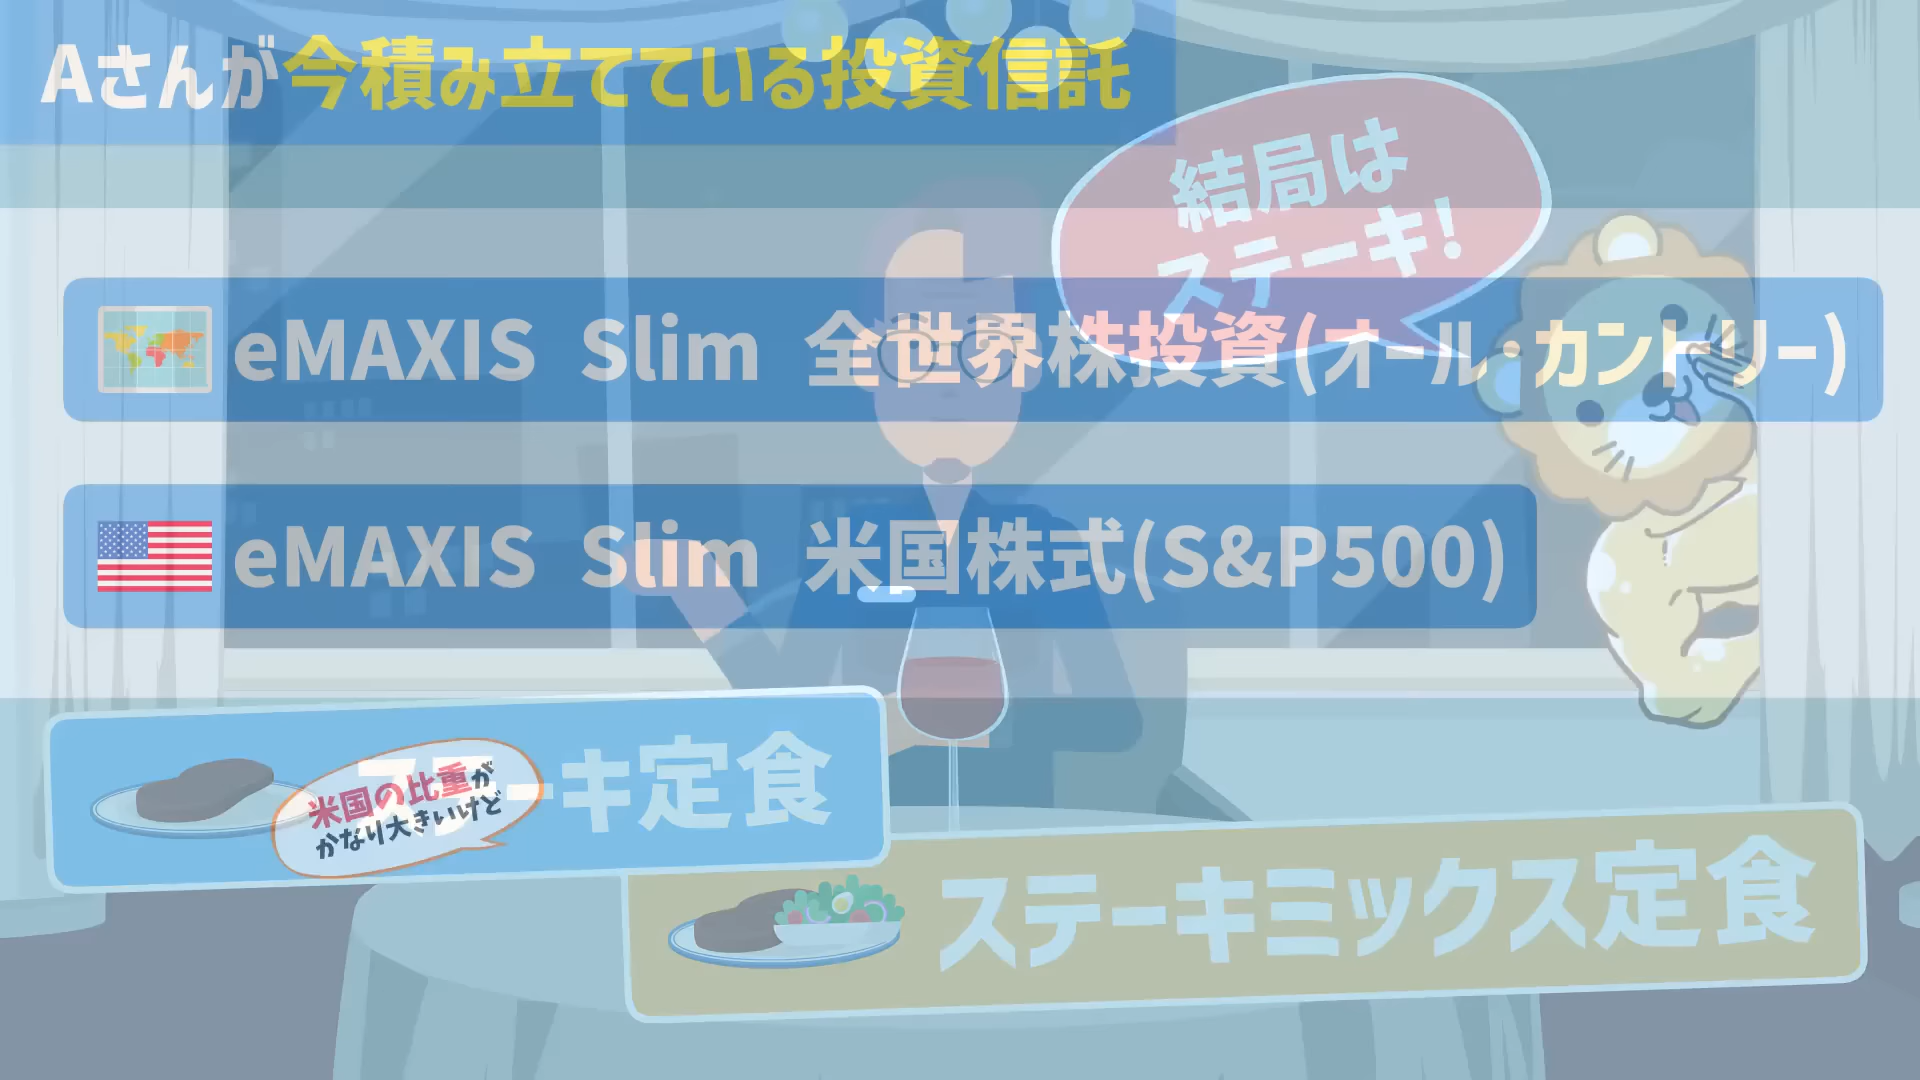 Aさんが今積み立てている投資信託
結局は
ステーキ!
eMAXIS Slim 全世界株投資(オール・カントリー)
eMAXIS Slim 米国株式(S&P500)
ステーキ定食
米国の比重が
かなり大きいけど
ステーキミックス定食